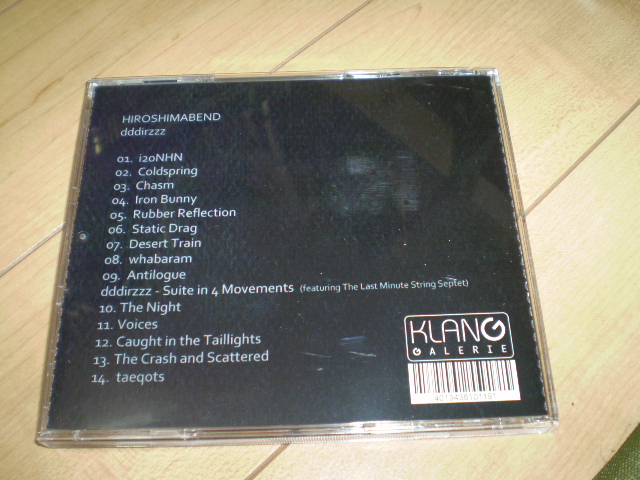 HIROSHIMABEND
dddirzzz
01. i20NHN
02. Coldspring
03. Chasm
04. Iron Bunny
05. Rubber Reflection
06. Static Drag
07. Desert Train
08. whabaram
09. Antilogue
dddirzzz - Suite in 4 Movements (featuring The Last Minute String Septet)
10. The Night
11. Voices
12. Caught in the Taillights
13. The Crash and Scattered
14. taeqots
KLANG
GALERIE
4013438101191